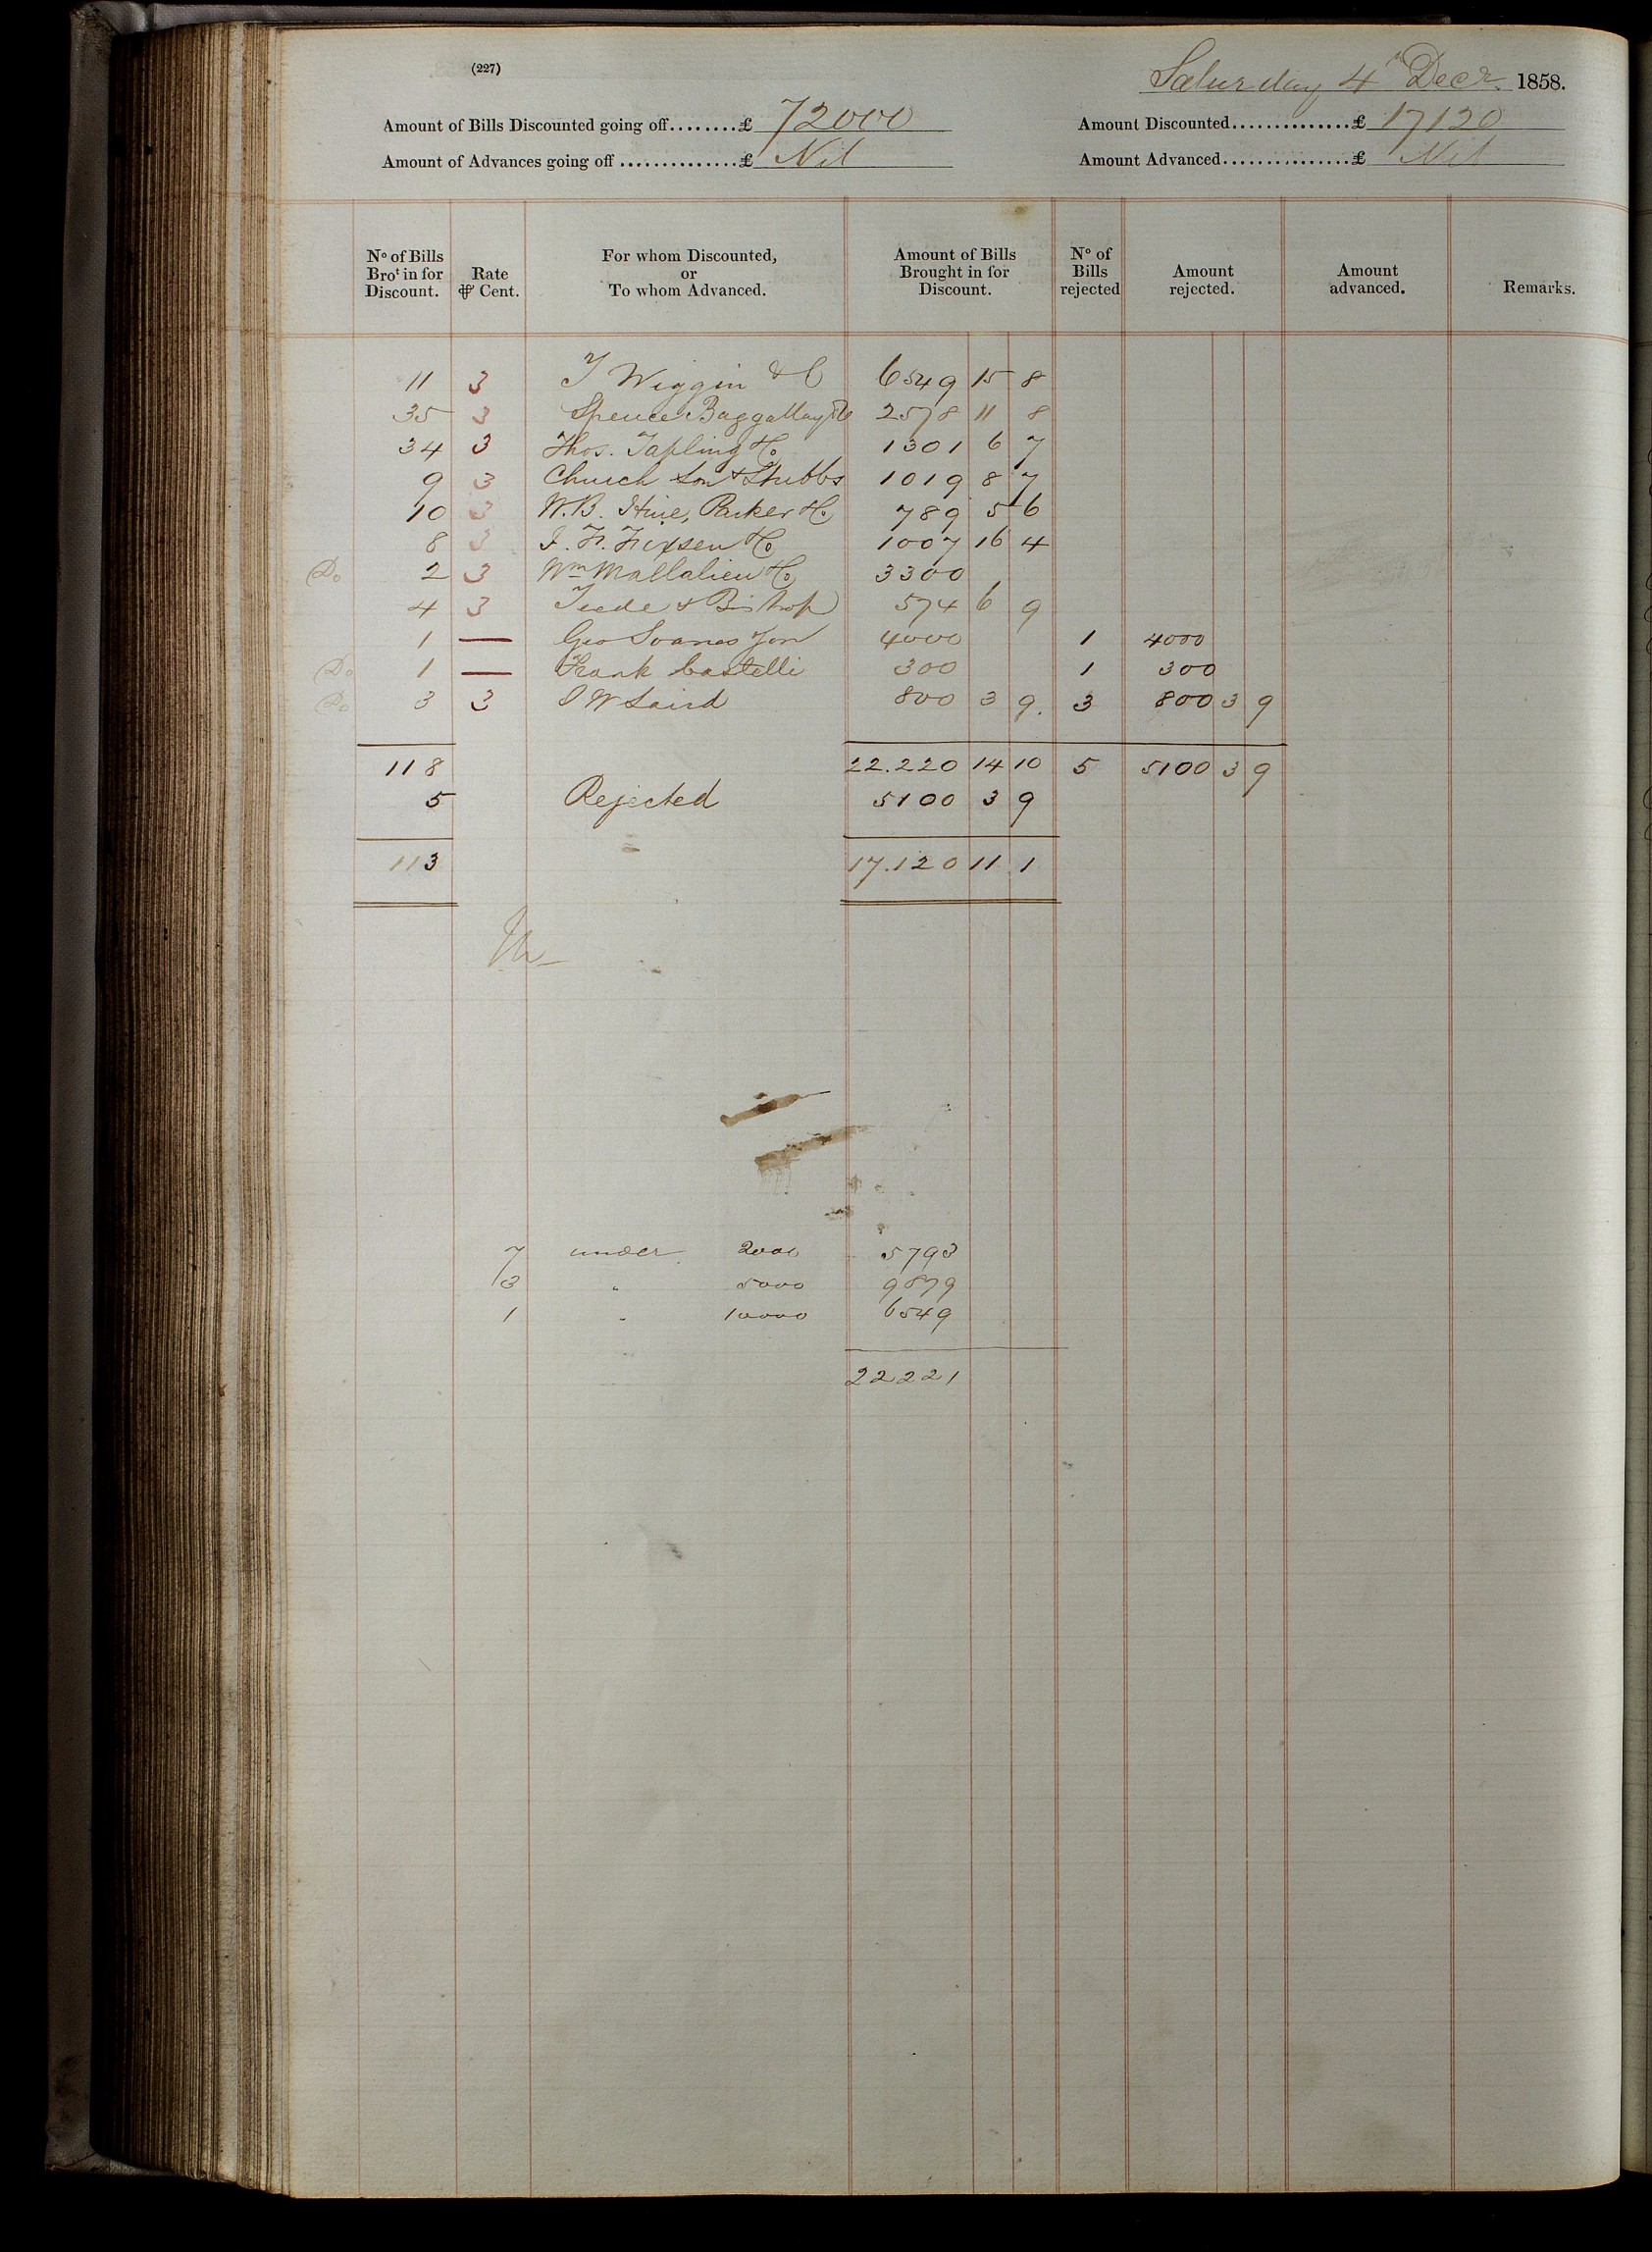 (227)
Saturday 4th Decr. 1858.
Amount of Bills Discounted going off........£ 72000 Amount Discounted..............£ 17120
Amount of Advances going off ..............£ Nil Amount Advanced...............£ Nil
No of Bills Brot in for Discount. Rate ⅌ Cent. For whom Discounted, or To whom Advanced. Amount of Bills Brought in for Discount. No of Bills rejected Amount rejected. Amount advanced. Remarks.
11 3 T Wiggin & C 6549 15 8
35 3 Spence Baggallay & Co 2578 11 8
34 3 Thos. Tapling & Co 1301 6 7
9 3 Church Son & Stubbs 1019 8 7
10 3 W.B. Hue, Parker & Co 789 5 6
8 3 J. F. Fixsen & Co 1007 16 4
Do 2 3 Wm Mallalieu & Co 3300
4 3 Teede & Bishop 574 6 9
1 — Geo Soanes 4000 1 4000
Do 1 — Frank Castelli 300 1 300
Do 3 3 J W Laird 800 3 9. 3 800 3 9
118 22.220 14 10 5 5100 3 9
5 Rejected 5100 3 9
113 17.120 11 1
7 under 2000 5793
3 " 5000 9879
1 " 10000 6549
22221